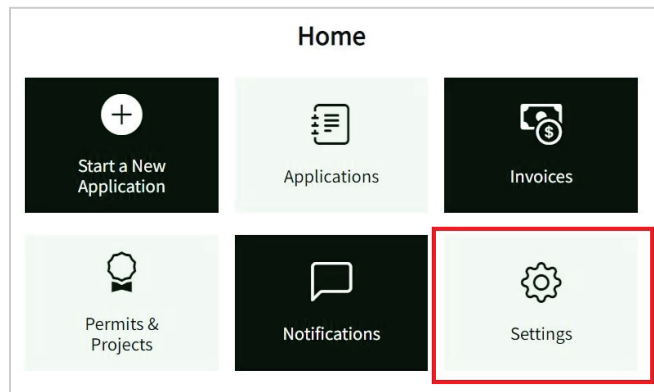 Home
Start a New
Application
Applications
Invoices
Permits &
Projects
Notifications
Settings